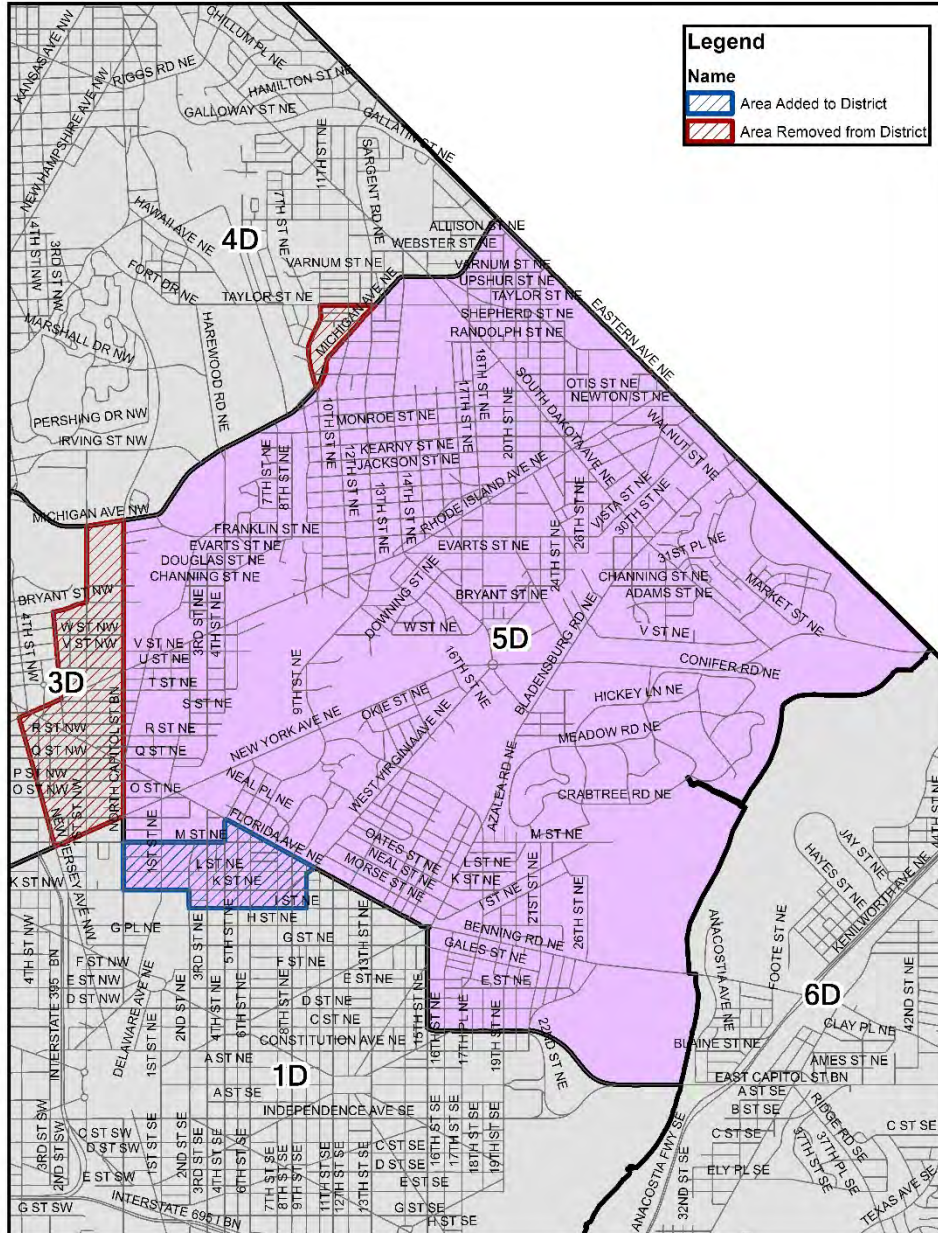 Legend
Name
Area Added to District
Area Removed from District
KANSAS AVE NW
CHILLUM PL NE
RIGGS RD NE
HAMILTON ST NE
GALLOWAY ST NE
GALLATIN ST NE
NEW HAMPSHIRE AVE NW
11TH ST NE
SARGENT RD NE
7TH ST NE
HAWAII AVE NE
4TH ST NW
3RD ST NW
4D
ALLISON ST NE
WEBSTER ST NE
VARNUM ST NE
VARNUM ST NE
FORT DR NE
UPSHUR ST NE
TAYLOR ST NE
TAYLOR ST NE
MICHIGAN AVE NE
EASTERN AVE NE
SHEPHERD ST NE
RANDOLPH ST NE
MARSHALL DR NW
HAREWOOD RD NE
18TH ST NE
17TH ST NE
20TH ST NE
SOUTH DAKOTA AVE NE
OTIS ST NE
NEWTON ST NE
PERSHING DR NW
IRVING ST NW
10TH ST NE
MONROE ST NE
WALNUT ST NE
KEARNY ST NE
JACKSON ST NE
12TH ST NE
13TH ST NE
14TH ST NE
7TH ST NE
8TH ST NE
RHODE ISLAND AVE NE
26TH ST NE
VISTA ST NE
30TH ST NE
MICHIGAN AVE NW
FRANKLIN ST NE
EVARTS ST NE
EVARTS ST NE
DOUGLAS ST NE
CHANNING ST NE
24TH ST NE
31ST PL NE
CHANNING ST NE
ADAMS ST NE
MARKET ST NE
BRYANT ST NW
BRYANT ST NE
DOWNING ST NE
BLADENSBURG RD NE
4TH ST NW
W ST NW
V ST NW
W ST NE
V ST NE
V ST NE
U ST NE
T ST NE
S ST NE
3RD ST NE
4TH ST NE
5D
3D
CONIFER RD NE
16TH ST NE
9TH ST NE
OKIE ST NE
HICKEY LN NE
R ST NW
R ST NE
NEW YORK AVE NE
WEST VIRGINIA AVE NE
MEADOW RD NE
Q ST NW
Q ST NE
P ST NW
O ST NW
O ST NE
NORTH CAPITOL ST BN
1ST ST NW
NEW JERSEY AVE NW
NEAL PL NE
AZALEA RD NE
CRABTREE RD NE
FLORIDA AVE NE
M ST NE
M ST NE
1ST ST NE
L ST NE
K ST NE
I ST NE
H ST NE
OATES ST NE
NEAL ST NE
MORSE ST NE
L ST NE
K ST NE
I ST NE
21ST ST NE
26TH ST NE
JAY ST NE
HAYES ST NE
44TH ST NE
KENILWORTH AVE NE
K ST NW
G PL NE
3RD ST NE
5TH ST NE
G ST NE
F ST NE
E ST NE
D ST NE
C ST NE
13TH ST NE
BENNING RD NE
GALES ST NE
E ST NE
ANACOSTIA AVE NE
FOOTE ST NE
4TH ST NW
F ST NW
E ST NW
D ST NW
INTERSTATE 395 BN
DELAWARE AVE NE
1ST ST NE
2ND ST NE
4TH ST NE
6TH ST NE
8TH ST NE
CONSTITUTION AVE NE
15TH ST NE
16TH ST NE
17TH PL NE
19TH ST NE
22ND ST NE
6D
CLAY PL NE
42ND ST NE
BLAINE ST NE
AMES ST NE
A ST NE
A ST SE
1D
EAST CAPITOL ST BN
A ST SE
B ST SE
C ST SE
INDEPENDENCE AVE SE
3RD ST SW
2ND ST SW
C ST SW
D ST SW
E ST SW
G ST SW
1ST ST SE
2ND ST SE
3RD ST SE
4TH ST SE
6TH ST SE
7TH ST SE
8TH ST SE
9TH ST SE
11TH ST SE
12TH ST SE
13TH ST SE
C ST SE
D ST SE
E ST SE
G ST SE
H ST SE
16TH ST SE
17TH ST SE
18TH ST SE
19TH ST SE
INTERSTATE 695 I BN
ANACOSTIA FWY SE
32ND ST SE
ELY PL SE
RIDGE RD SE
37TH ST SE
37TH PL SE
C ST SE
TEXAS AVE SE